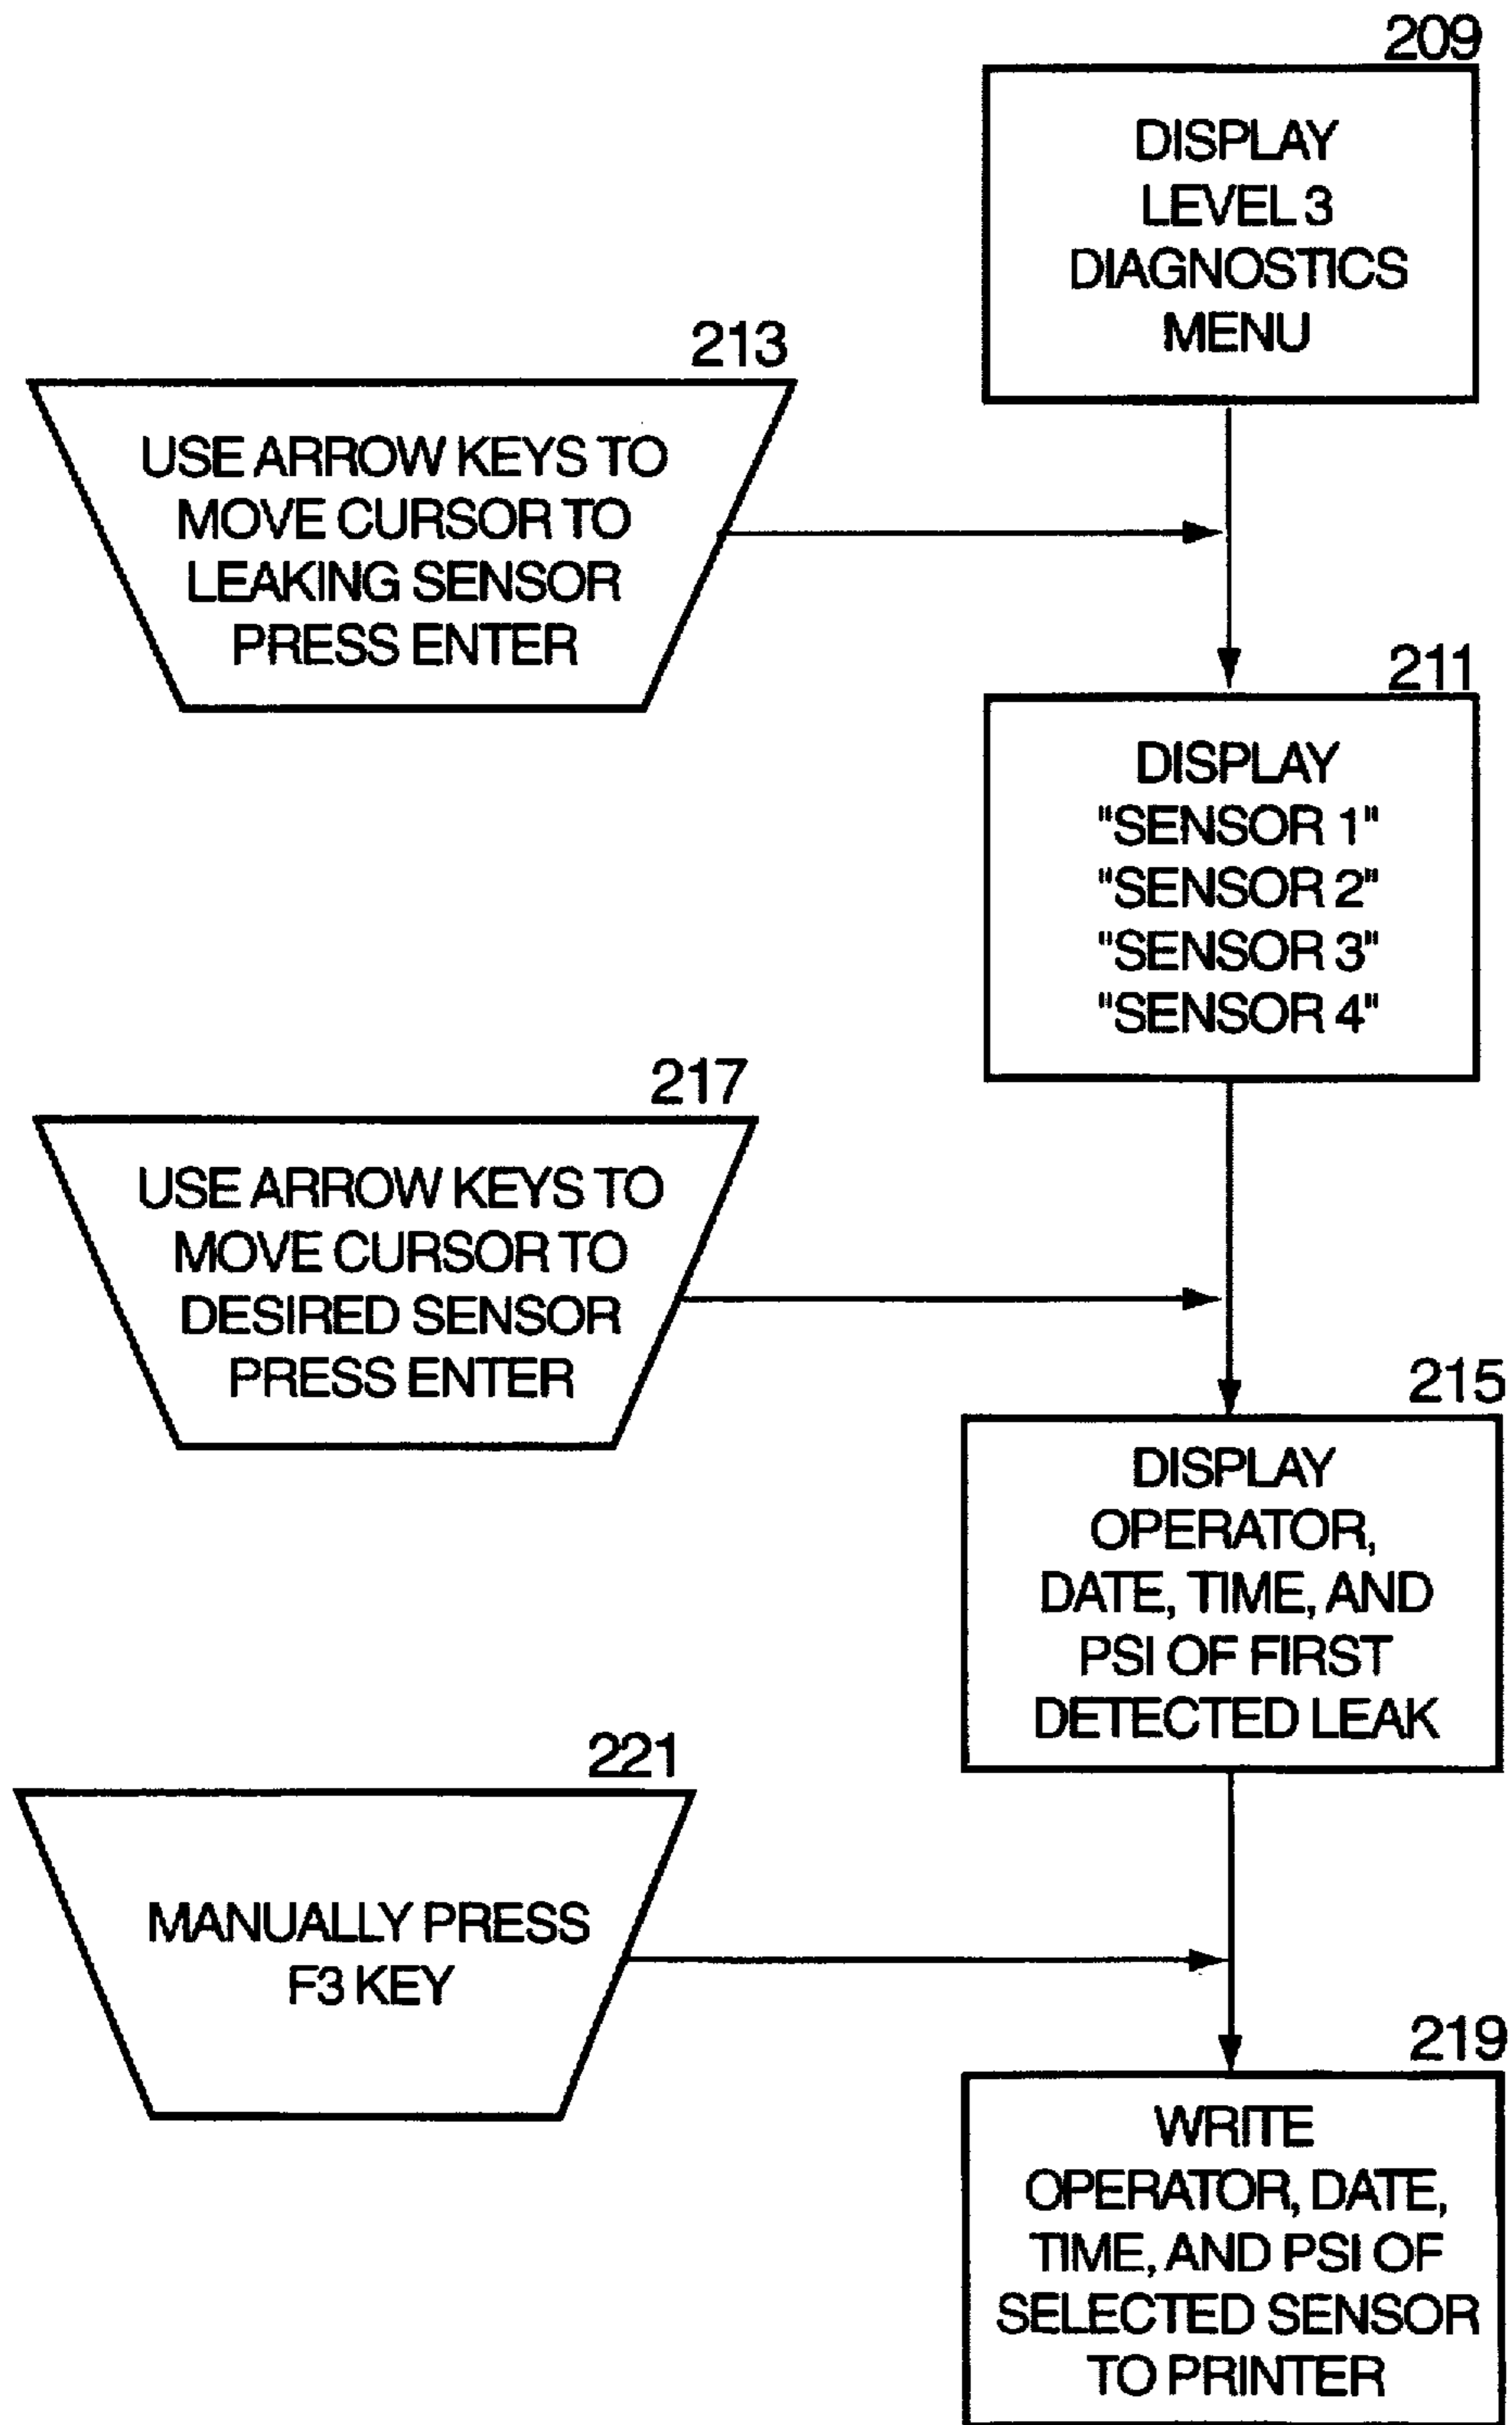 209
DISPLAY
LEVEL 3
DIAGNOSTICS
MENU
213
USE ARROW KEYS TO
MOVE CURSOR TO
LEAKING SENSOR
PRESS ENTER
211
DISPLAY
"SENSOR 1"
"SENSOR 2"
"SENSOR 3"
"SENSOR 4"
217
USE ARROW KEYS TO
MOVE CURSOR TO
DESIRED SENSOR
PRESS ENTER
215
DISPLAY
OPERATOR,
DATE, TIME, AND
PSI OF FIRST
DETECTED LEAK
221
MANUALLY PRESS
F3 KEY
219
WRITE
OPERATOR, DATE,
TIME, AND PSI OF
SELECTED SENSOR
TO PRINTER